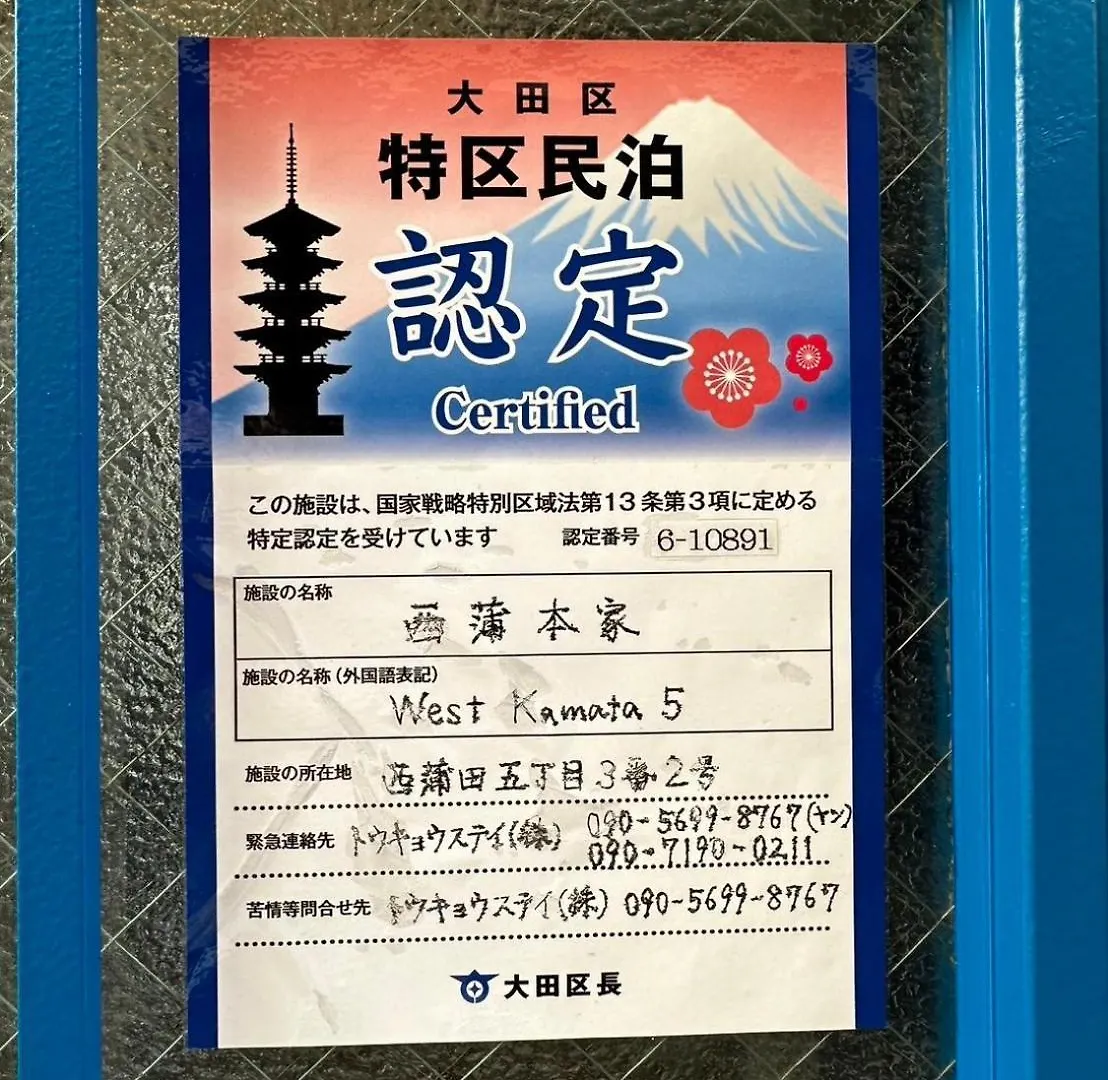 大田区
特区民泊
認定
Certified
この施設は、国家戦略特別区域法第13条第3項に定める
特定認定を受けています 認定番号 6-10891
施設の名称
西蒲本家
施設の名称(外国語表記)
West Kamata 5
施設の所在地 西蒲田五丁目3番2号
緊急連絡先 トウキョウステイ(株) 090-5699-8767(ヤン)
090-7190-0211
苦情等問合せ先 トウキョウステイ(株) 090-5699-8767
大田区長